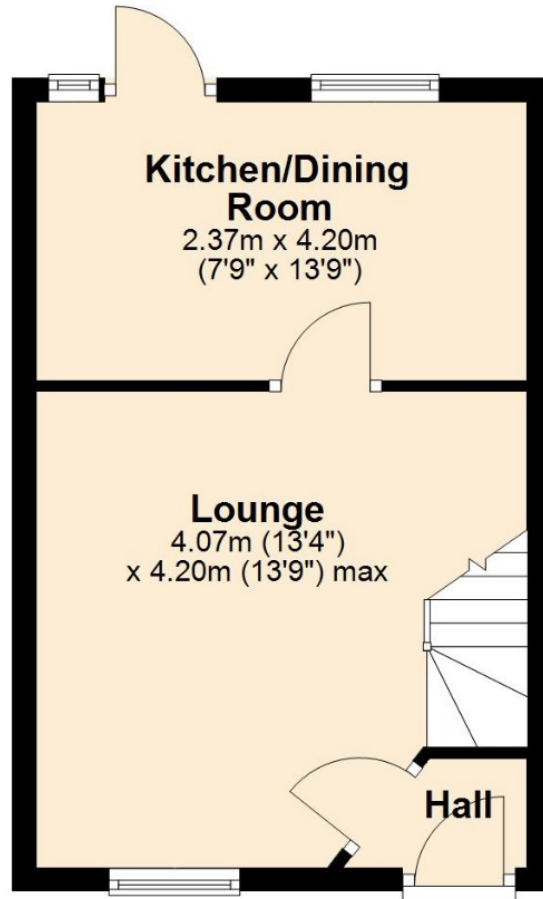 Kitchen/Dining
Room
2.37m x 4.20m
(7'9" x 13'9")
Lounge
4.07m (13'4")
x 4.20m (13'9") max
Hall